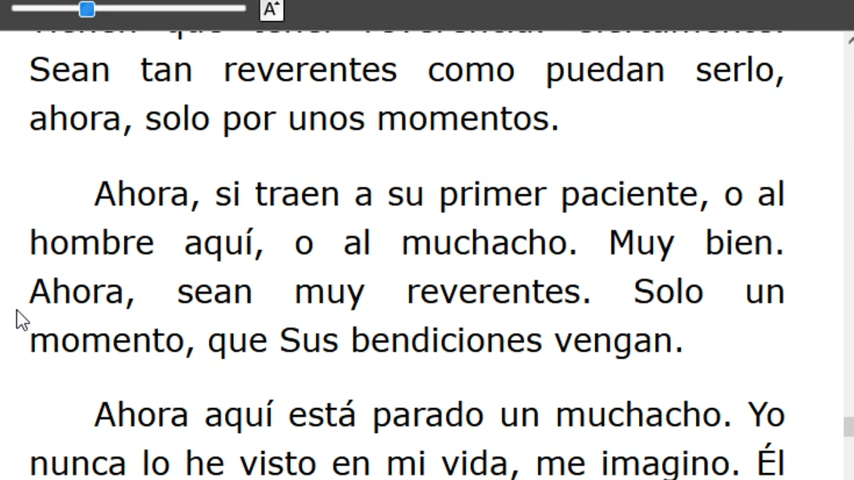 A
Sean tan reverentes como puedan serlo,
ahora, solo por unos momentos.
Ahora, si traen a su primer paciente, o al
hombre aquí, o al muchacho. Muy bien.
Ahora, sean muy reverentes. Solo un
momento, que Sus bendiciones vengan.
Ahora aquí está parado un muchacho. Yo
nunca lo he visto en mi vida, me imagino. Él